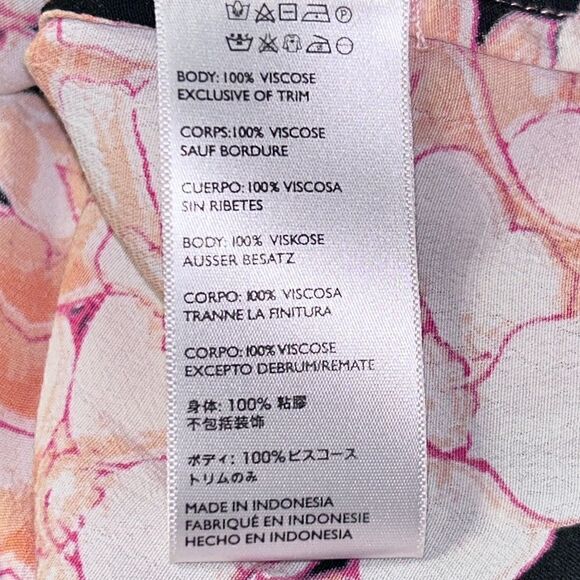 BODY: 100% VISCOSE
EXCLUSIVE OF TRIM
CORPS:100% VISCOSE
SAUF BORDURE
CUERPO: 100% VISCOSA
SIN RIBETES
BODY: 100% VISKOSE
AUSSER BESATZ
CORPO: 100% VISCOSA
TRANNE LA FINITURA
CORPO: 100% VISCOSE
EXCEPTO DEBRUM/REMATE
身体: 100% 粘膠
不包括装饰
ボディ: 100%ビスコース
トリムのみ
MADE IN INDONESIA
FABRIQUÉ EN INDONESIE
HECHO EN INDONESIA